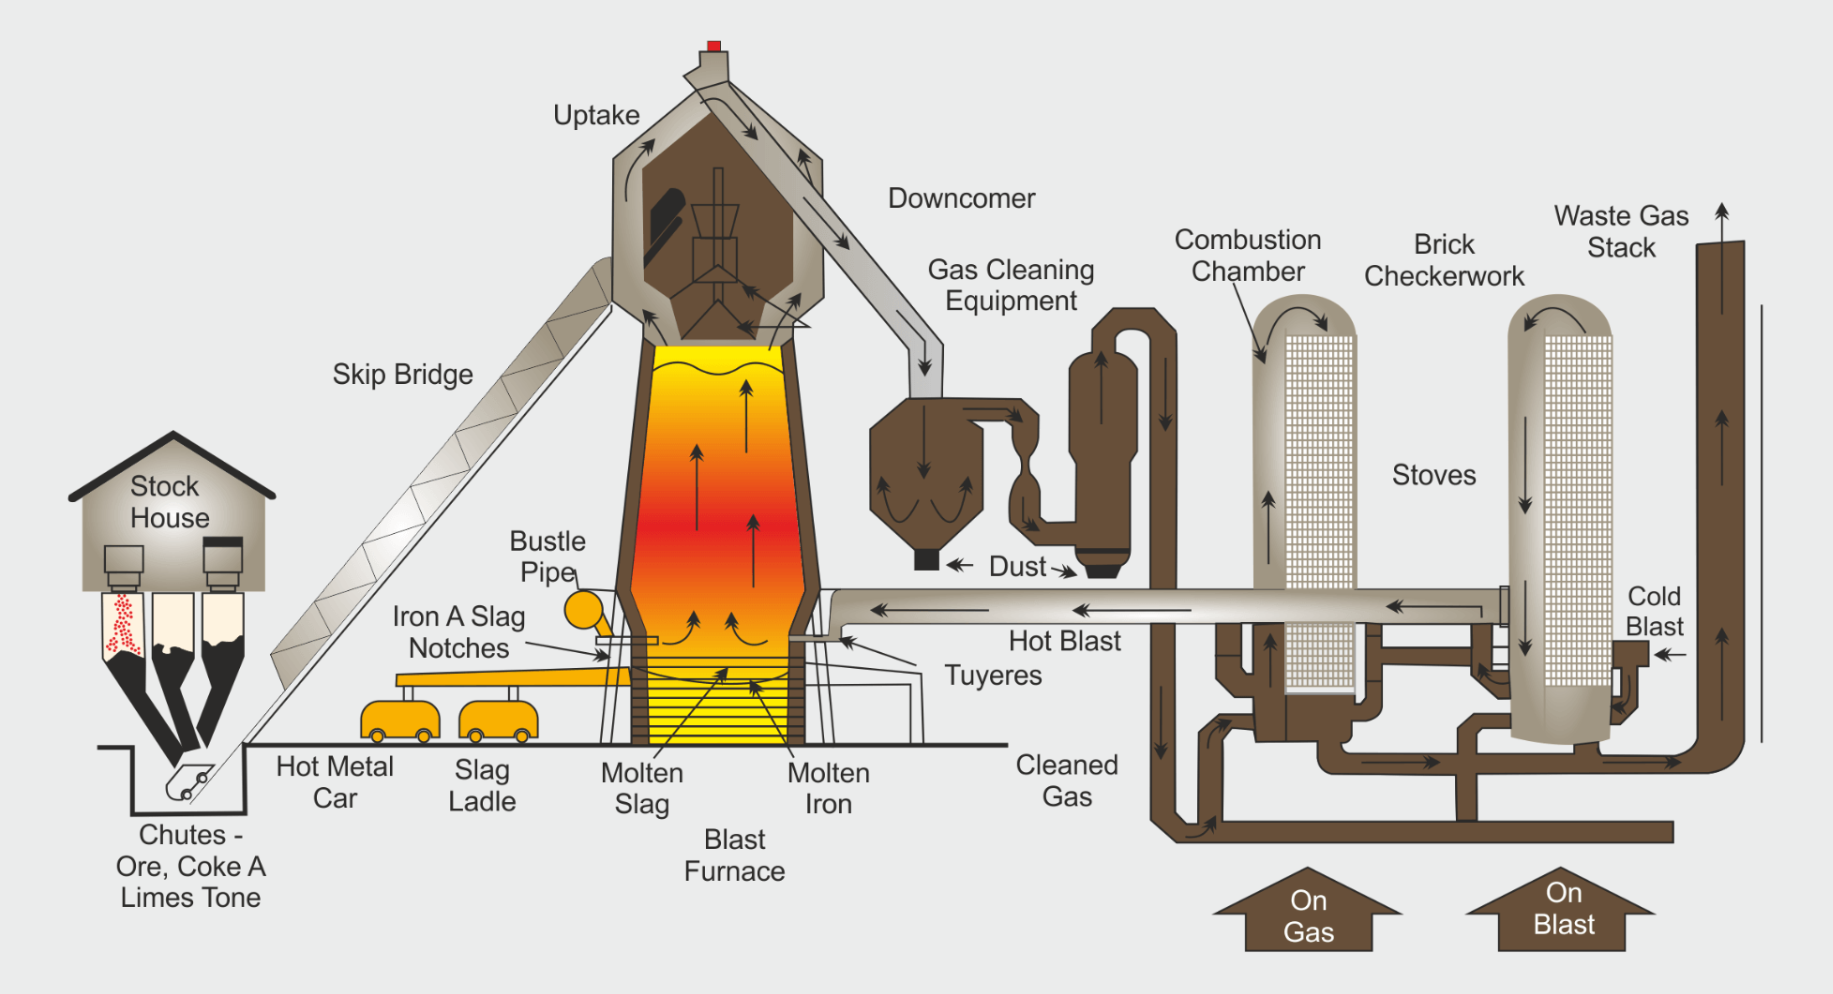 Uptake
Downcomer
Waste Gas
Stack
Combustion
Chamber
Brick
Checkerwork
Gas Cleaning
Equipment
Skip Bridge
Stock
House
Stoves
Bustle
Pipe
Dust
Iron A Slag
Notches
Cold
Blast
Hot Blast
Tuyeres
Hot Metal
Car
Slag
Ladle
Molten
Slag
Molten
Iron
Cleaned
Gas
Chutes -
Ore, Coke A
Limes Tone
Blast
Furnace
On
Gas
On
Blast